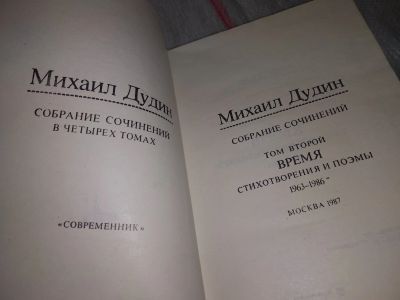 Михаил Дудин
СОБРАНИЕ СОЧИНЕНИЙ
В ЧЕТЫРЕХ ТОМАХ
«СОВРЕМЕННИК»
Михаил Дудин
СОБРАНИЕ СОЧИНЕНИЙ
ТОМ ВТОРОЙ
ВРЕМЯ
СТИХОТВОРЕНИЯ И ПОЭМЫ
1963-1986
МОСКВА 1987